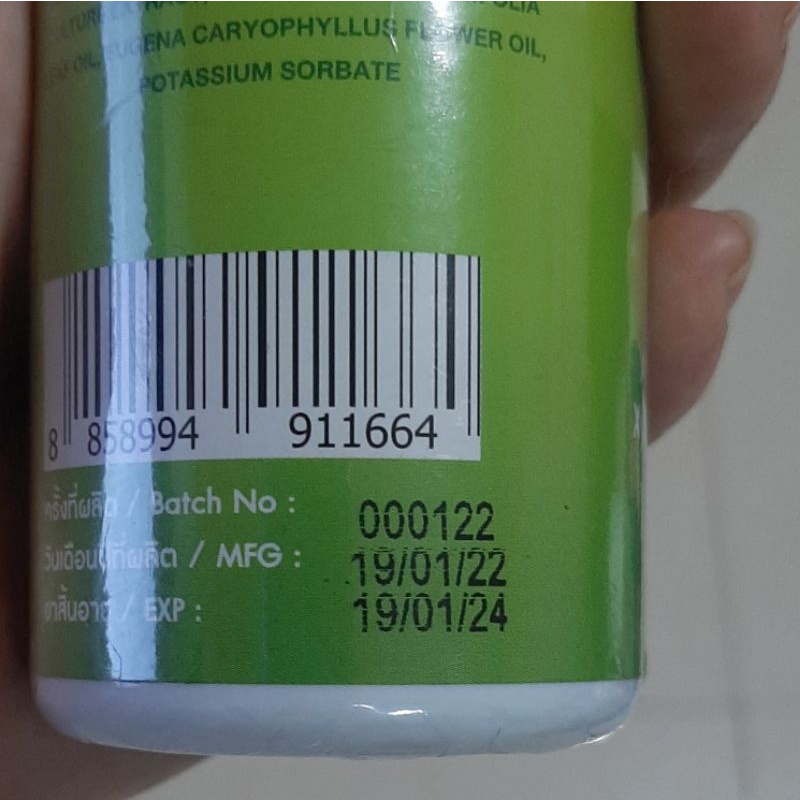 EUGENA CARYOPHYLLUS FLOWER OIL,
OIL,
POTASSIUM SORBATE
8 858994 911664
ครั้งที่ผลิต / Batch No : 000122
วันเดือนปีที่ผลิต / MFG : 19/01/22
/ EXP : 19/01/24